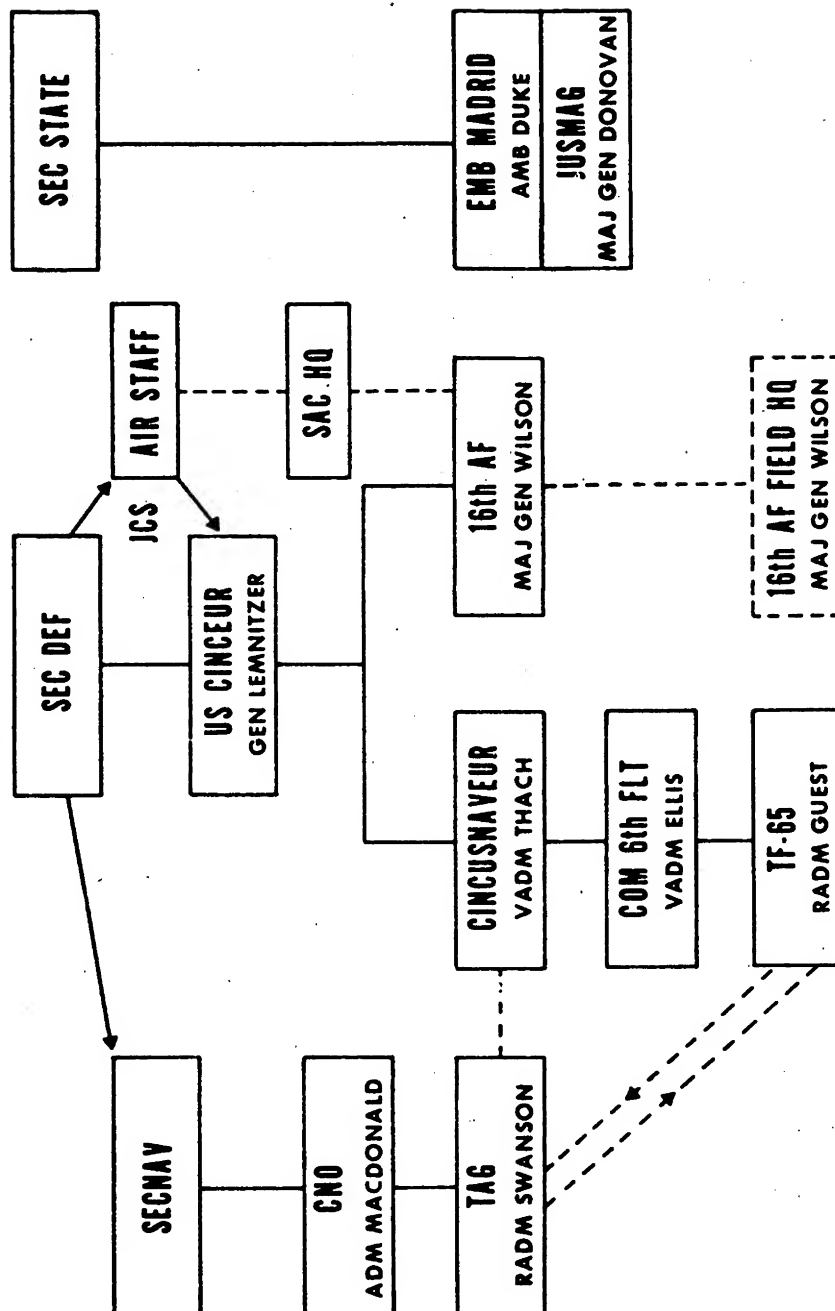 SEC DEF
SEC STATE
SECNAV
JCS
AIR STAFF
US CINCEUR
GEN LEMNITZER
CNO
ADM MACDONALD
SAC HQ
TAG
RADM SWANSON
CINCUSNAVEUR
VADM THACH
16th AF
MAJ GEN WILSON
EMB MADRID
AMB DUKE
JUSMAG
MAJ GEN DONOVAN
COM 6th FLT
VADM ELLIS
TF-65
RADM GUEST
16th AF FIELD HQ
MAJ GEN WILSON